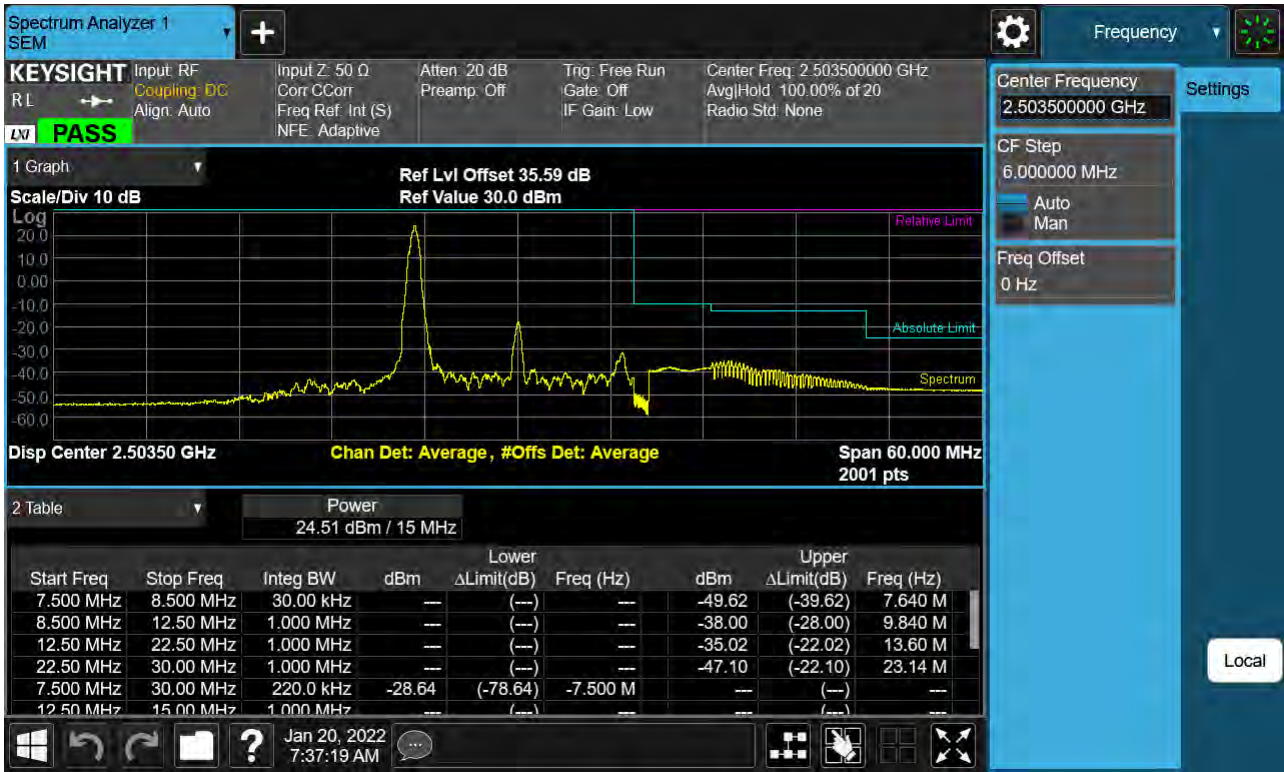 Spectrum Analyzer 1
SEM
+
Frequency
KEYSIGHT
RL
LXI PASS
Input: RF
Coupling: DC
Align: Auto
Input Z: 50 Ω
Corr CCorr
Freq Ref: Int (S)
NFE: Adaptive
Atten: 20 dB
Preamp: Off
Trig: Free Run
Gate: Off
IF Gain: Low
Center Freq: 2.503500000 GHz
Avg|Hold: 100.00% of 20
Radio Std: None
Center Frequency
2.503500000 GHz
Settings
CF Step
6.000000 MHz
Auto
Man
Freq Offset
0 Hz
Local
1 Graph
Scale/Div 10 dB
Ref Lvl Offset 35.59 dB
Ref Value 30.0 dBm
Log
20.0
10.0
0.00
-10.0
-20.0
-30.0
-40.0
-50.0
-60.0
Relative Limit
Absolute Limit
Spectrum
Disp Center 2.50350 GHz
Chan Det: Average, #Offs Det: Average
Span 60.000 MHz
2001 pts
2 Table
Power
24.51 dBm / 15 MHz
Lower Upper
Start Freq Stop Freq Integ BW dBm ΔLimit(dB) Freq (Hz) dBm ΔLimit(dB) Freq (Hz)
7.500 MHz 8.500 MHz 30.00 kHz --- (---) --- -49.62 (-39.62) 7.640 M
8.500 MHz 12.50 MHz 1.000 MHz --- (---) --- -38.00 (-28.00) 9.840 M
12.50 MHz 22.50 MHz 1.000 MHz --- (---) --- -35.02 (-22.02) 13.60 M
22.50 MHz 30.00 MHz 1.000 MHz --- (---) --- -47.10 (-22.10) 23.14 M
7.500 MHz 30.00 MHz 220.0 kHz -28.64 (-78.64) -7.500 M --- (---) ---
12.50 MHz 15.00 MHz 1.000 MHz --- (---) --- --- (---) ---
?
Jan 20, 2022
7:37:19 AM